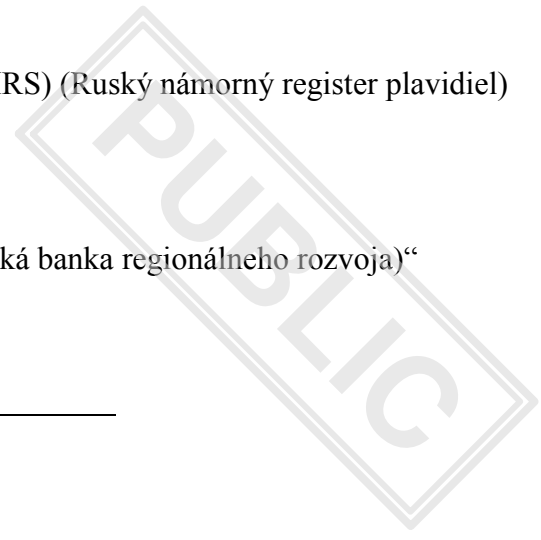 RS) (Ruský námorný register plavidiel)
ká banka regionálneho rozvoja)“
PUBLIC